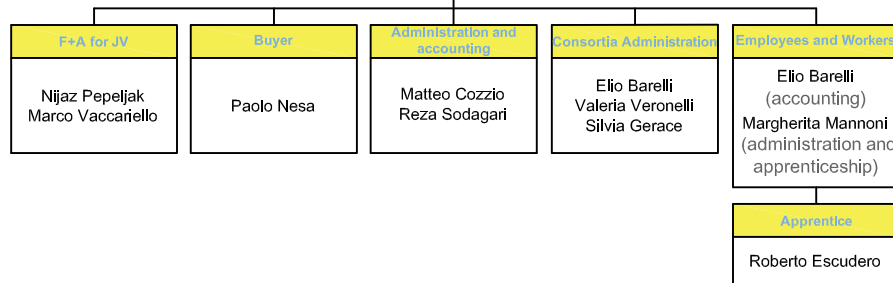 F+A for JV
Nijaz Pepeljak
Marco Vaccariello
Buyer
Paolo Nesa
Administration and
accounting
Matteo Cozzio
Reza Sodagari
Consortia Administration
Elio Barelli
Valeria Veronelli
Silvia Gerace
Employees and Workers
Elio Barelli
(accounting)
Margherita Mannoni
(administration and
apprenticeship)
Apprentice
Roberto Escudero